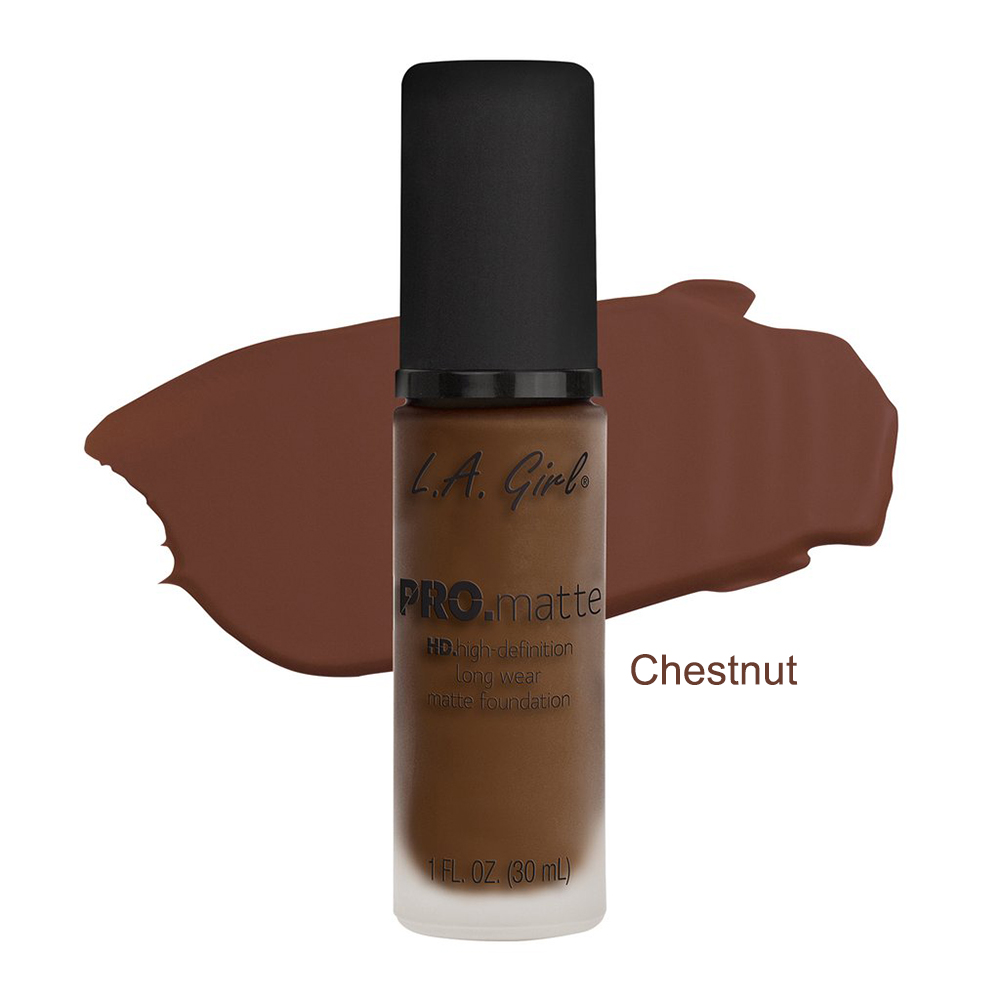 L.A. Girl®
PRO.matte
HD.high-definition
long wear
matte foundation
1 FL. OZ. (30 mL)
Chestnut